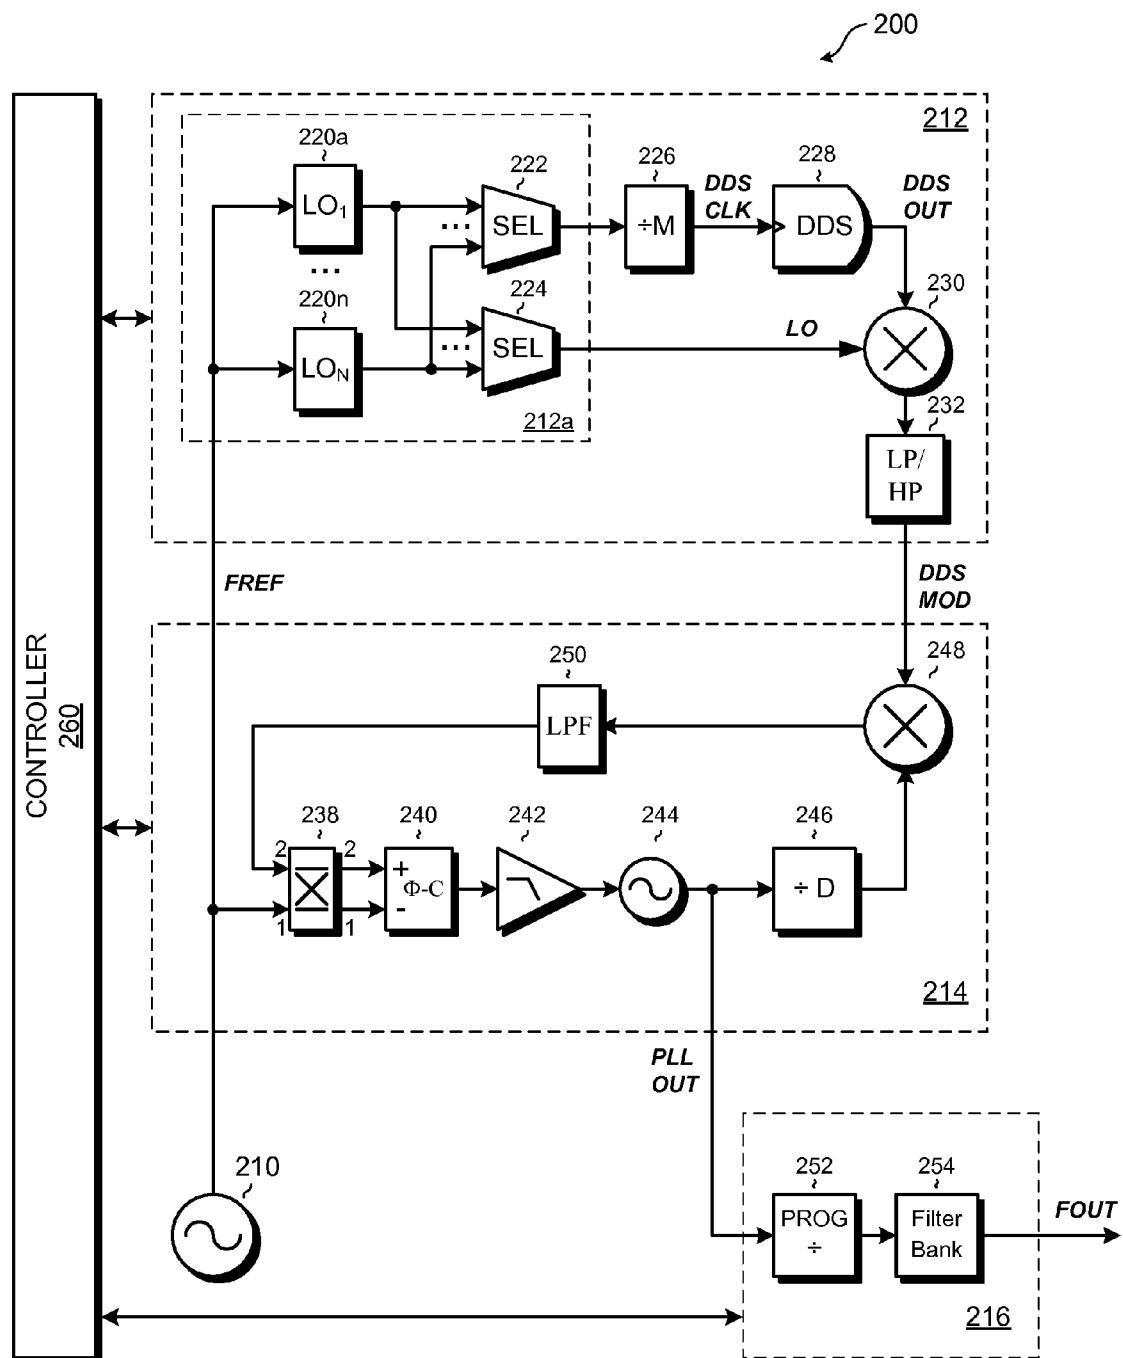 200
212
220a
222
226
228
DDS
CLK
DDS
OUT
LO1
...
SEL
÷M
DDS
...
220n
224
230
LON
...
SEL
LO
212a
232
LP/
HP
FREF
DDS
MOD
CONTROLLER
260
250
248
LPF
238
240
242
244
246
2
2
+
Φ-C
-
÷ D
1
1
214
PLL
OUT
210
252
254
PROG
÷
Filter
Bank
FOUT
216